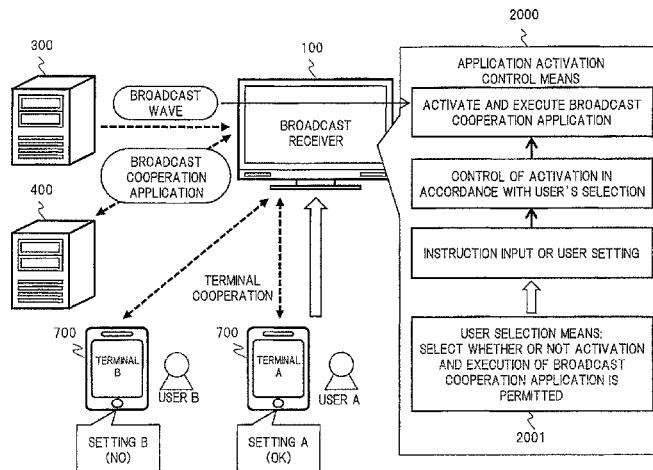 300
100
2000
BROADCAST
WAVE
BROADCAST
RECEIVER
BROADCAST
COOPERATION
APPLICATION
400
TERMINAL
COOPERATION
700
TERMINAL
B
USER B
SETTING B
(NO)
700
TERMINAL
A
USER A
SETTING A
(OK)
APPLICATION ACTIVATION
CONTROL MEANS
ACTIVATE AND EXECUTE BROADCAST
COOPERATION APPLICATION
CONTROL OF ACTIVATION IN
ACCORDANCE WITH USER'S SELECTION
INSTRUCTION INPUT OR USER SETTING
USER SELECTION MEANS:
SELECT WHETHER OR NOT ACTIVATION
AND EXECUTION OF BROADCAST
COOPERATION APPLICATION IS
PERMITTED
2001